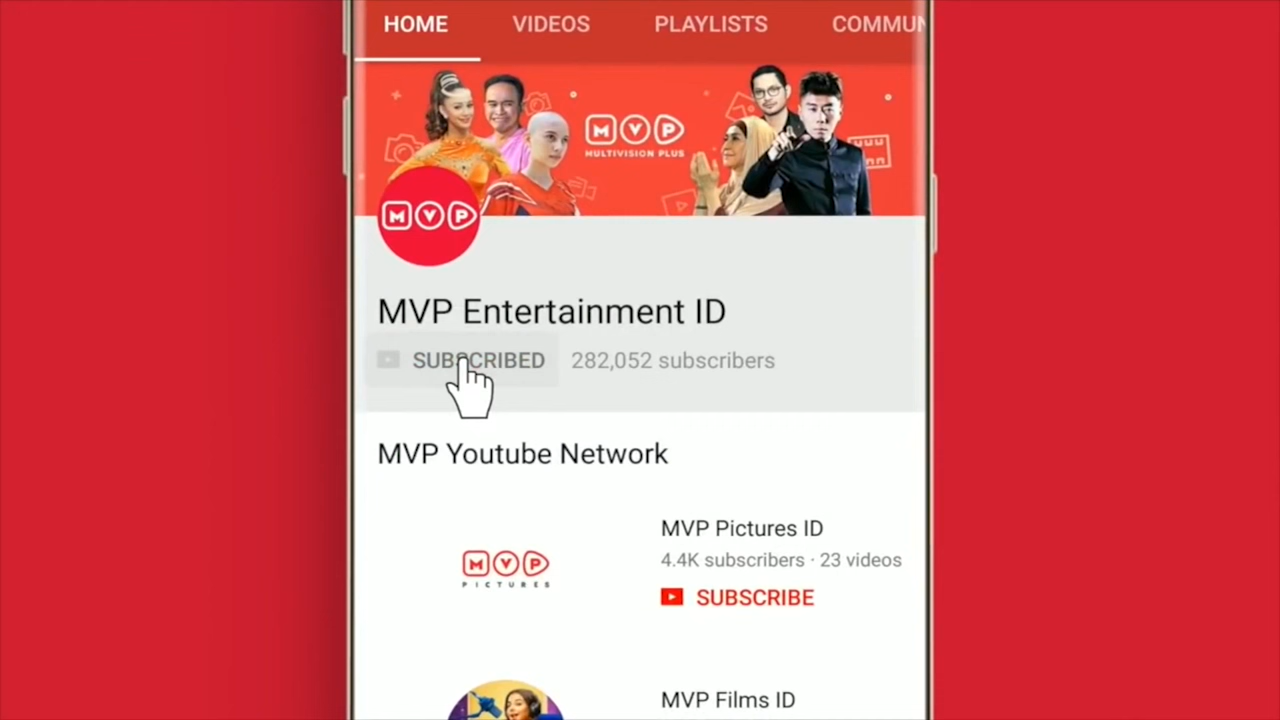 HOME VIDEOS PLAYLISTS COMMUN
MVP
MULTIVISION PLUS
MVP
MVP Entertainment ID
SUBSCRIBED 282,052 subscribers
MVP Youtube Network
MVP Pictures ID
4.4K subscribers · 23 videos
MVP
PICTURES
SUBSCRIBE
MVP Films ID